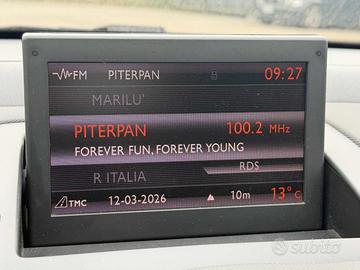 FM PITERPAN 09:27
MARILU'
PITERPAN 100.2 MHz
FOREVER FUN, FOREVER YOUNG
R ITALIA RDS
TMC 12-03-2026 10m 13°C
subito